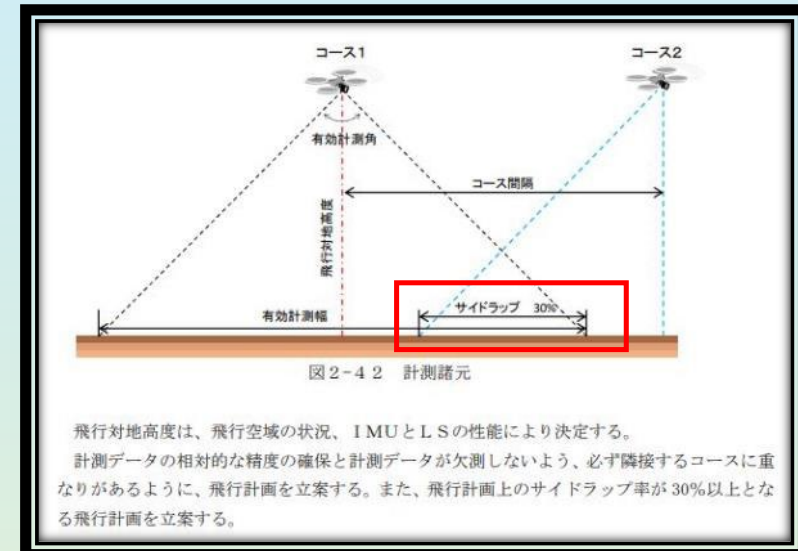 コース1
コース2
有効計測角
コース間隔
飛行対地高度
サイドラップ 30%
有効計測幅
図2-42 計測諸元
飛行対地高度は、飛行空域の状況、IMUとLSの性能により決定する。
計測データの相対的な精度の確保と計測データが欠測しないよう、必ず隣接するコースに重
なりがあるように、飛行計画を立案する。また、飛行計画上のサイドラップ率が30%以上とな
る飛行計画を立案する。